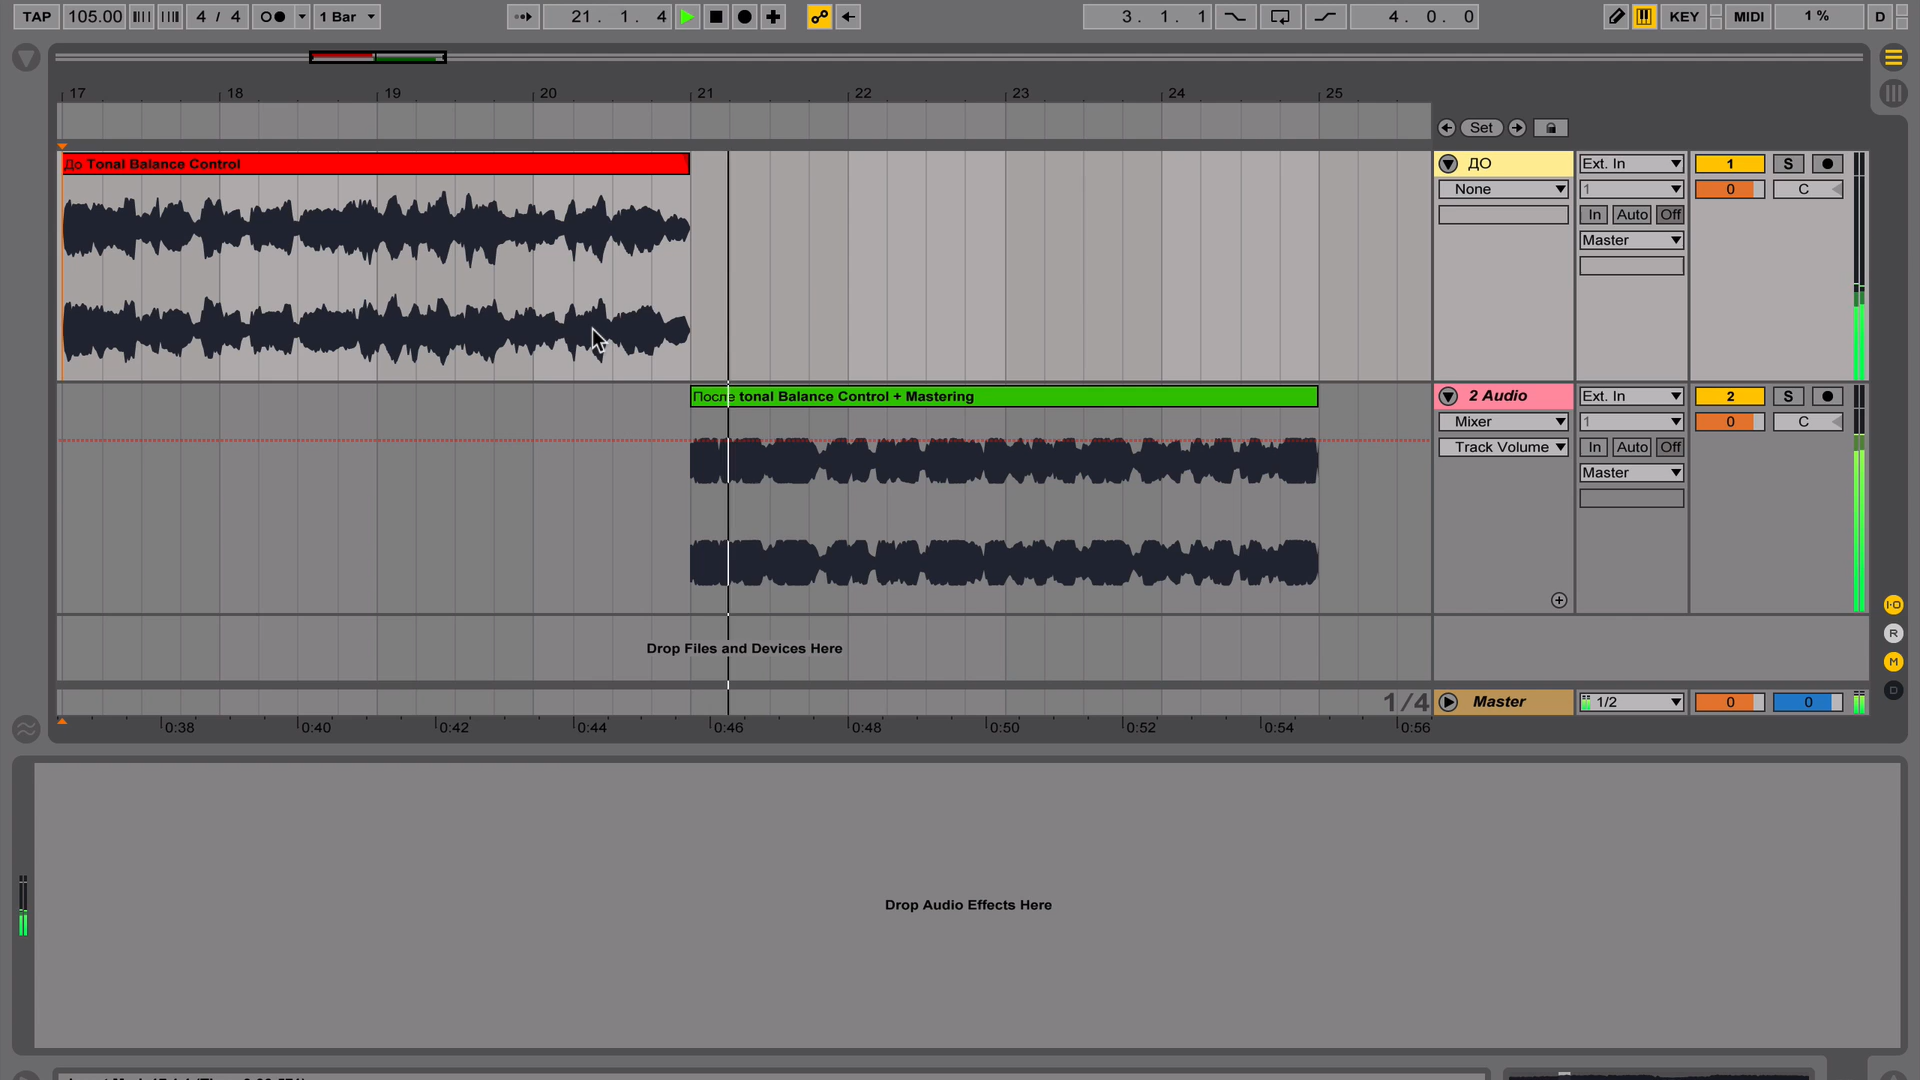 TAP 105.00 4 / 4 1 Bar 21. 1. 4 3. 1. 1 4. 0. 0 KEY MIDI 1 % D
17 18 19 20 21 22 23 24 25
Set
До Tonal Balance Control
ДО Ext. In 1 S
None 1 0 C
In Auto Off
Master
После tonal Balance Control + Mastering
2 Audio Ext. In 2 S
Mixer 1 0 C
Track Volume In Auto Off
Master
I·O
R
M
D
Drop Files and Devices Here
1/4 Master 1/2 0 0
0:38 0:40 0:42 0:44 0:46 0:48 0:50 0:52 0:54 0:56
Drop Audio Effects Here